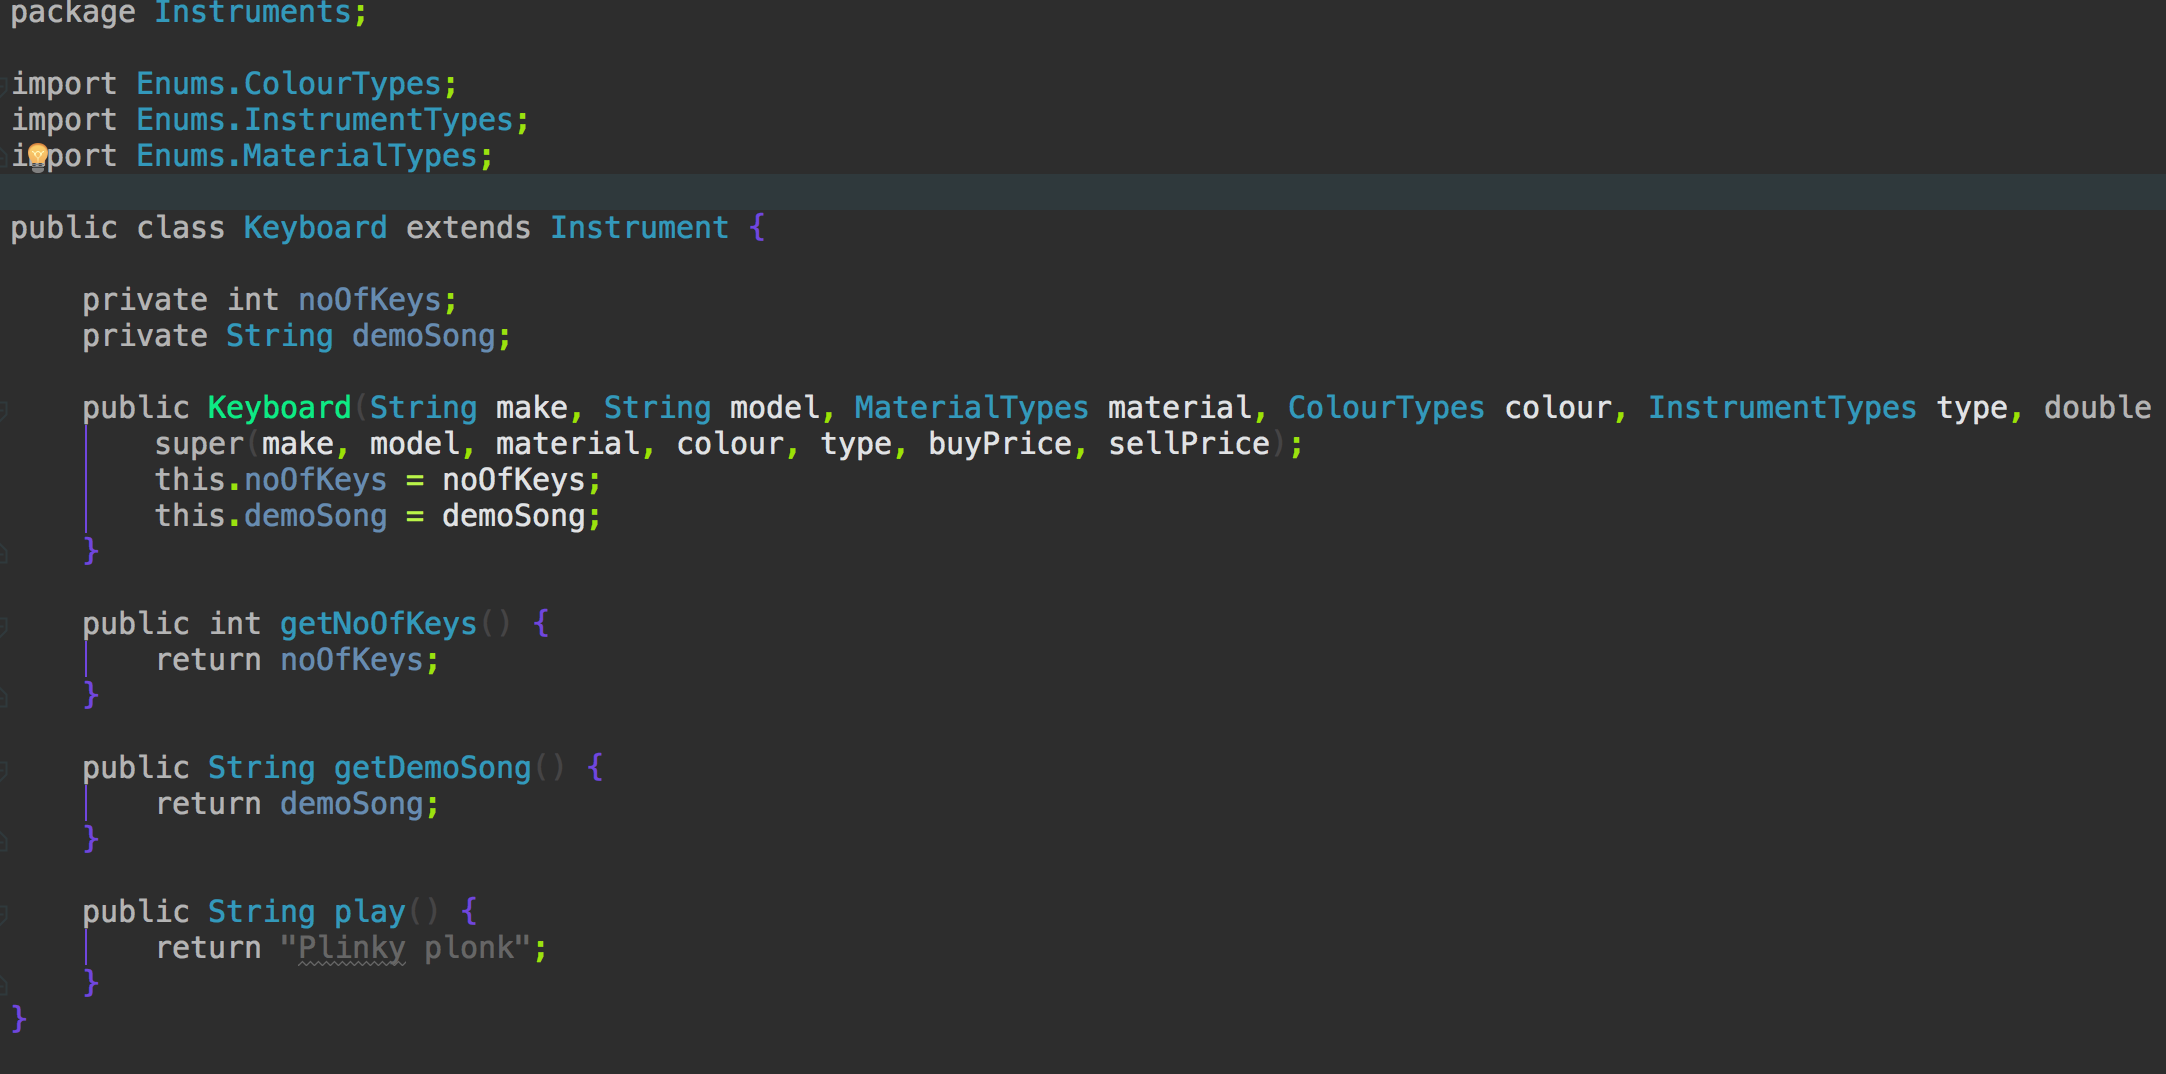 package Instruments;
import Enums.ColourTypes;
import Enums.InstrumentTypes;
import Enums.MaterialTypes;
public class Keyboard extends Instrument {
private int noOfKeys;
private String demoSong;
public Keyboard(String make, String model, MaterialTypes material, ColourTypes colour, InstrumentTypes type, double
super(make, model, material, colour, type, buyPrice, sellPrice);
this.noOfKeys = noOfKeys;
this.demoSong = demoSong;
}
public int getNoOfKeys() {
return noOfKeys;
}
public String getDemoSong() {
return demoSong;
}
public String play() {
return "Plinky plonk";
}
}